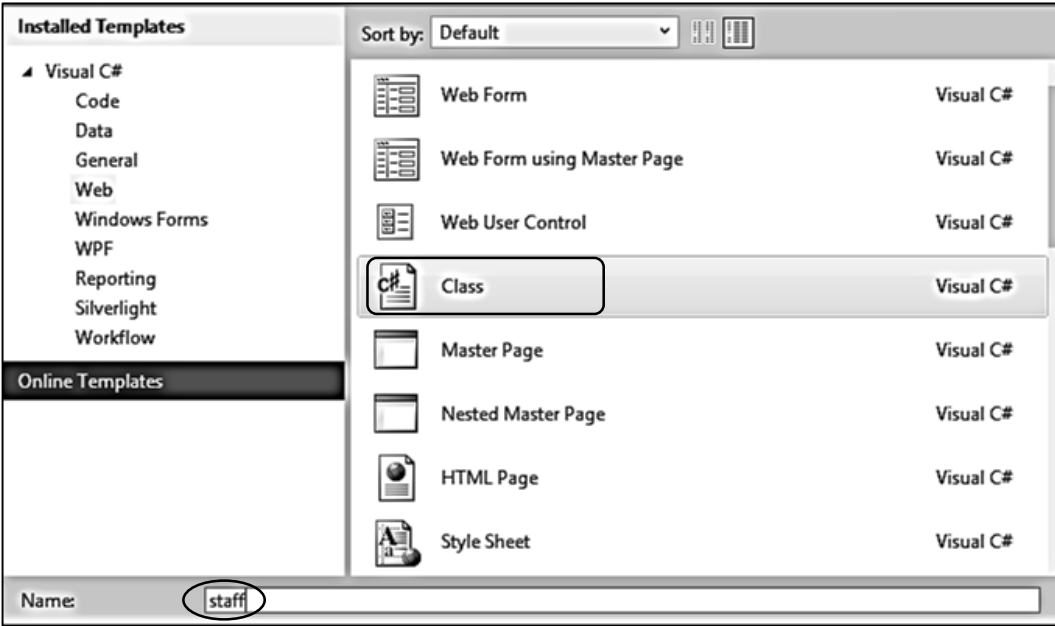 Installed Templates
Sort by: Default
Visual C#
Code
Data
General
Web
Windows Forms
WPF
Reporting
Silverlight
Workflow
Online Templates
Web Form Visual C#
Web Form using Master Page Visual C#
Web User Control Visual C#
C# Class Visual C#
Master Page Visual C#
Nested Master Page Visual C#
HTML Page Visual C#
Aa Style Sheet Visual C#
Name: staff